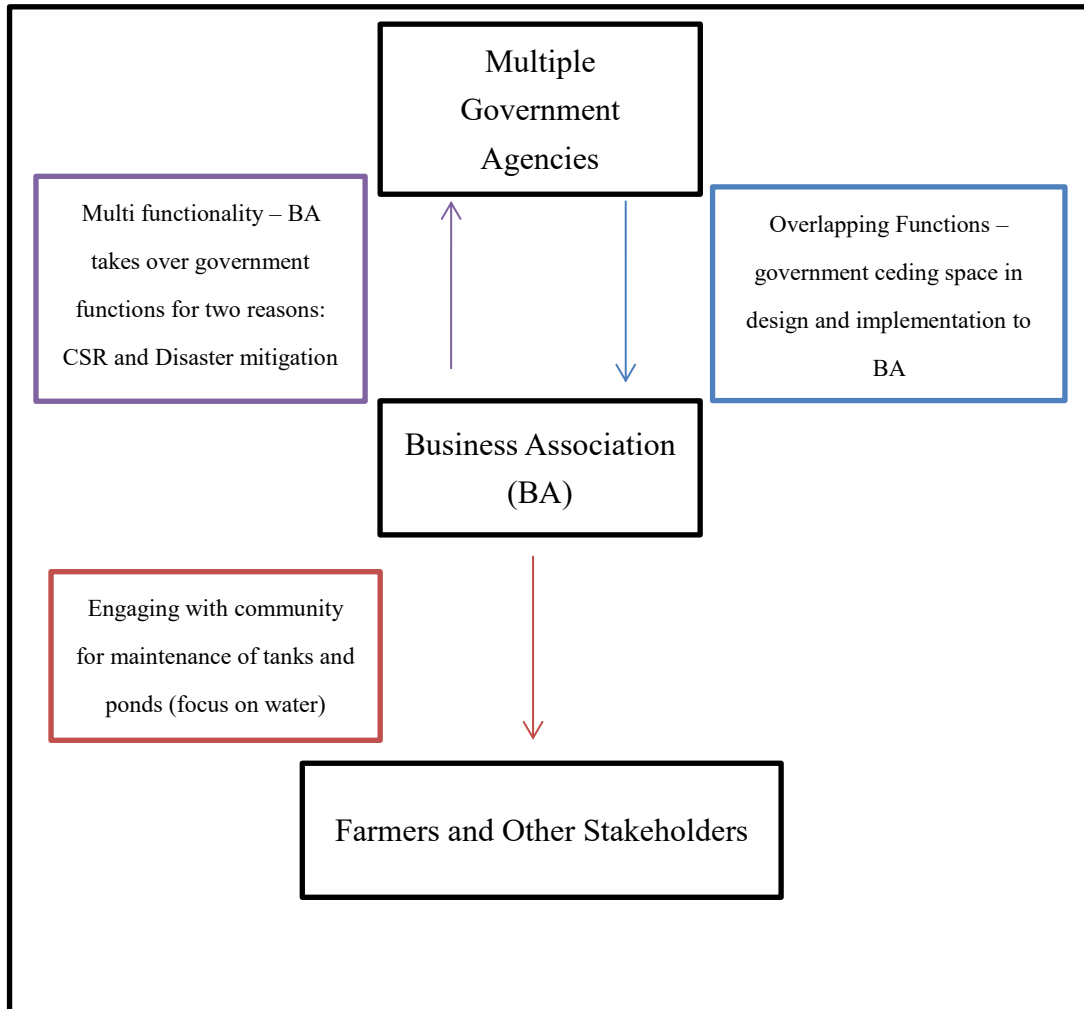 Multiple
Government
Agencies
Multi functionality – BA
takes over government
functions for two reasons:
CSR and Disaster mitigation
Overlapping Functions –
government ceding space in
design and implementation to
BA
Business Association
(BA)
Engaging with community
for maintenance of tanks and
ponds (focus on water)
Farmers and Other Stakeholders